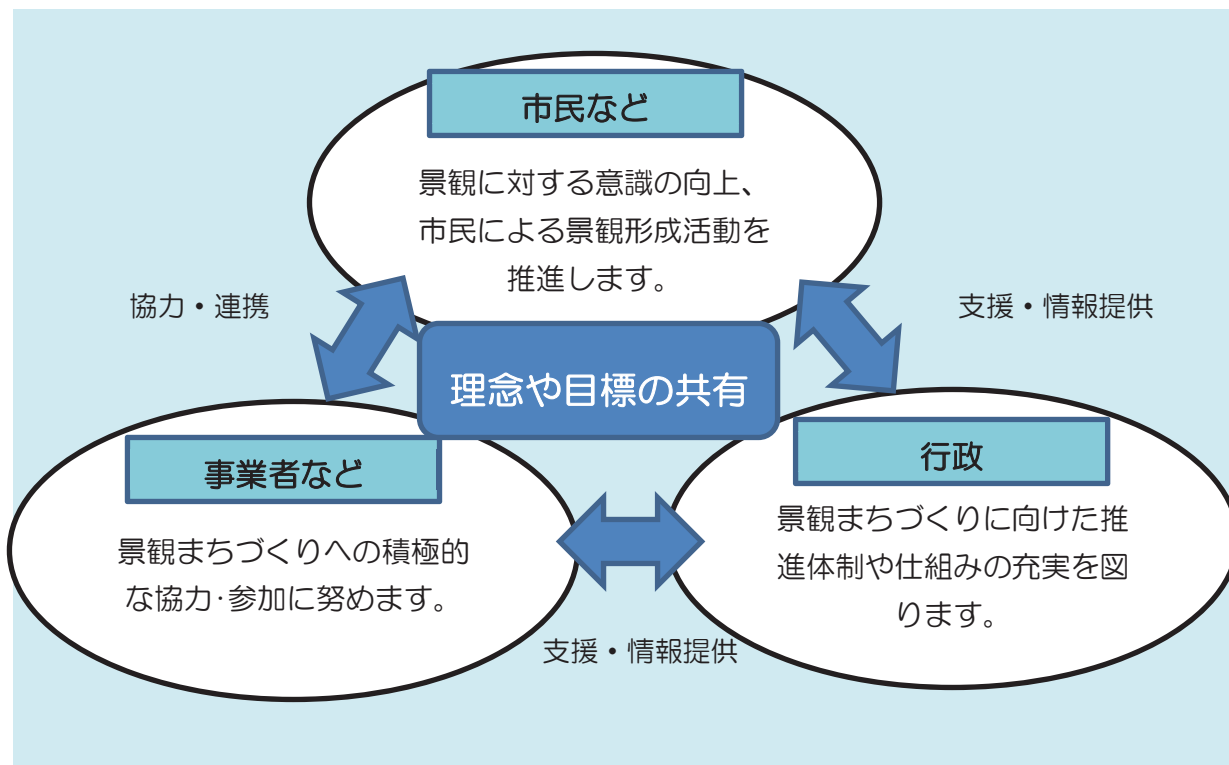 市民など
景観に対する意識の向上、
市民による景観形成活動を
推進します。
協力・連携
支援・情報提供
理念や目標の共有
事業者など
景観まちづくりへの積極的
な協力・参加に努めます。
行政
景観まちづくりに向けた推
進体制や仕組みの充実を図
ります。
支援・情報提供